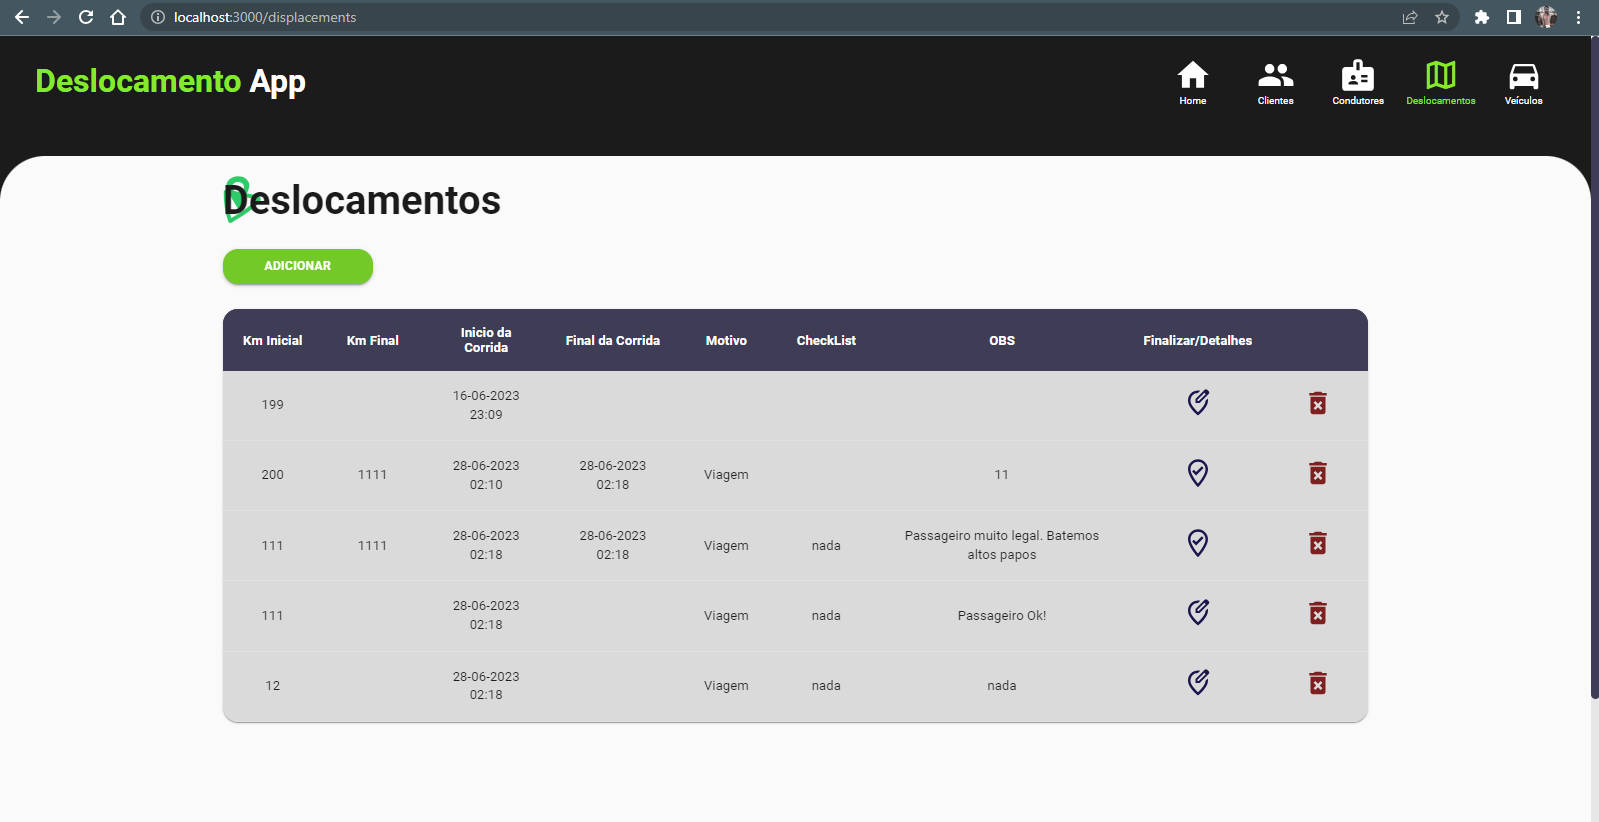 localhost:3000/displacements
Deslocamento App
Home
Clientes
Condutores
Deslocamentos
Veículos
Deslocamentos
ADICIONAR
Km Inicial
Km Final
Inicio da
Corrida
Final da Corrida
Motivo
CheckList
OBS
Finalizar/Detalhes
199
16-06-2023
23:09
200
1111
28-06-2023
02:10
28-06-2023
02:18
Viagem
11
111
1111
28-06-2023
02:18
28-06-2023
02:18
Viagem
nada
Passageiro muito legal. Batemos
altos papos
111
28-06-2023
02:18
Viagem
nada
Passageiro Ok!
12
28-06-2023
02:18
Viagem
nada
nada